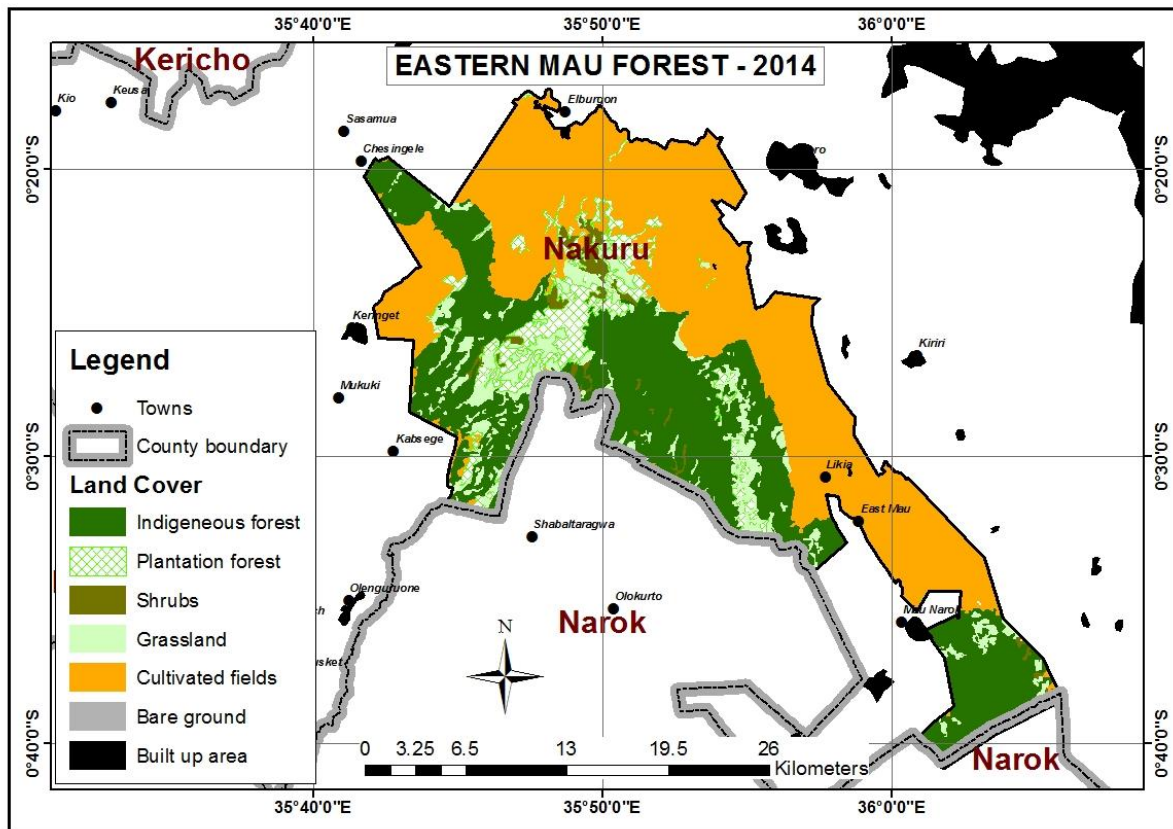 35°40'0"E
35°50'0"E
36°0'0"E
EASTERN MAU FOREST - 2014
Kericho
Kio
Keusa
Elburgon
Sasamua
Chesingele
0°20'0"S
0°20'0"S
Nakuru
Keringet
Kiriri
Mukuki
Kabsege
0°30'0"S
0°30'0"S
Likia
East Mau
Shabaltaragwa
Olenguruone
Olokurto
Mau Narok
Narok
N
0°40'0"S
0°40'0"S
Narok
Legend
Towns
County boundary
Land Cover
Indigeneous forest
Plantation forest
Shrubs
Grassland
Cultivated fields
Bare ground
Built up area
0 3.25 6.5 13 19.5 26
Kilometers
35°40'0"E
35°50'0"E
36°0'0"E